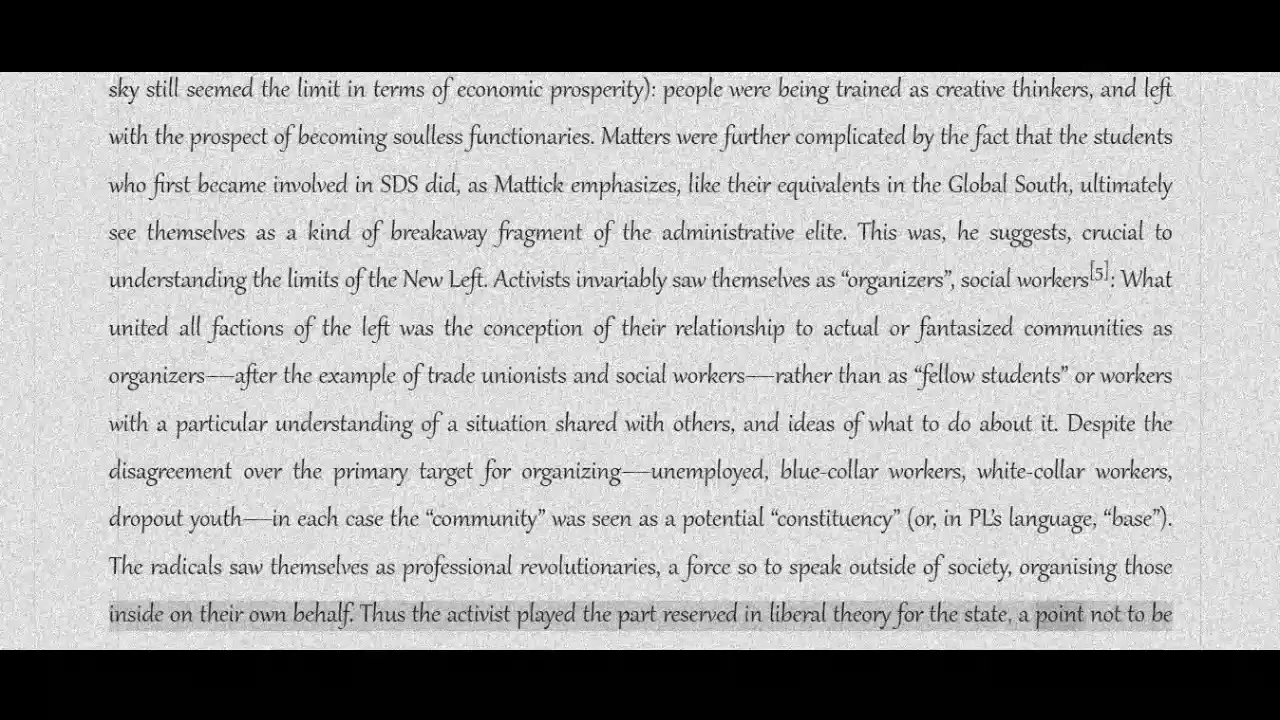 sky still seemed the limit in terms of economic prosperity): people were being trained as creative thinkers, and left
with the prospect of becoming soulless functionaries. Matters were further complicated by the fact that the students
who first became involved in SDS did, as Mattick emphasizes, like their equivalents in the Global South, ultimately
see themselves as a kind of breakaway fragment of the administrative elite. This was, he suggests, crucial to
understanding the limits of the New Left. Activists invariably saw themselves as “organizers”, social workers[5]: What
united all factions of the left was the conception of their relationship to actual or fantasized communities as
organizers—after the example of trade unionists and social workers—rather than as “fellow students” or workers
with a particular understanding of a situation shared with others, and ideas of what to do about it. Despite the
disagreement over the primary target for organizing—unemployed, blue-collar workers, white-collar workers,
dropout youth—in each case the “community” was seen as a potential “constituency” (or, in PL’s language, “base”).
The radicals saw themselves as professional revolutionaries, a force so to speak outside of society, organising those
inside on their own behalf. Thus the activist played the part reserved in liberal theory for the state, a point not to be